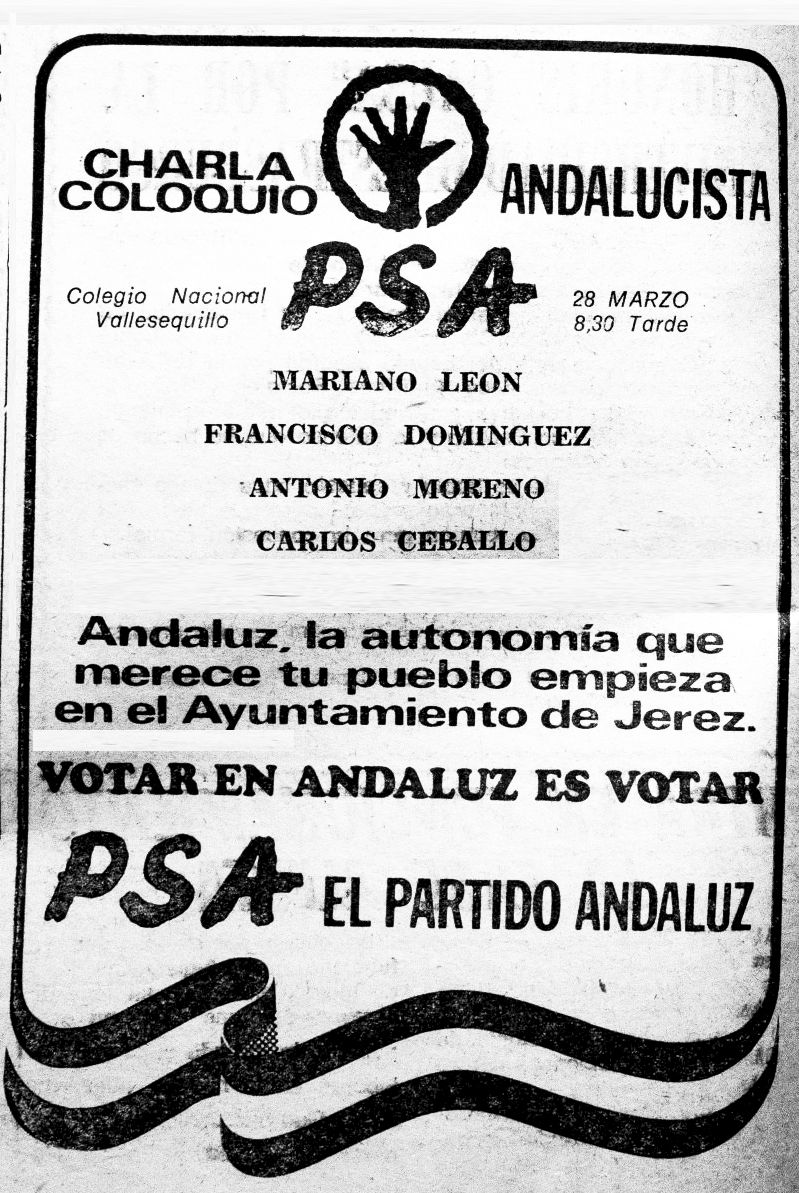 CHARLA
COLOQUIO
ANDALUCISTA
PSA
Colegio Nacional
Vallesequillo
28 MARZO
8,30 Tarde
MARIANO LEON
FRANCISCO DOMINGUEZ
ANTONIO MORENO
CARLOS CEBALLO
Andaluz, la autonomía que
merece tu pueblo empieza
en el Ayuntamiento de Jerez.
VOTAR EN ANDALUZ ES VOTAR
PSA EL PARTIDO ANDALUZ